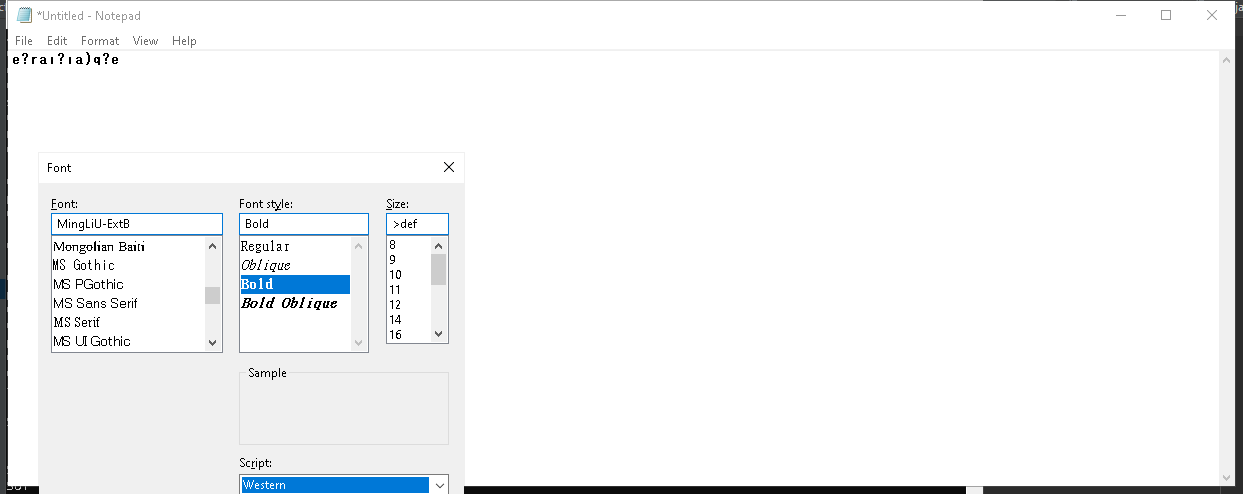 *Untitled - Notepad
File Edit Format View Help
e?raı?ıa)q?e
Font
Font: Font style: Size:
MingLiU-ExtB Bold >def
Mongolian Baiti Regular 8
MS Gothic Oblique 9
MS PGothic Bold 10
MS Sans Serif Bold Oblique 11
MS Serif 12
MS UI Gothic 14
16
Sample
Script:
Western